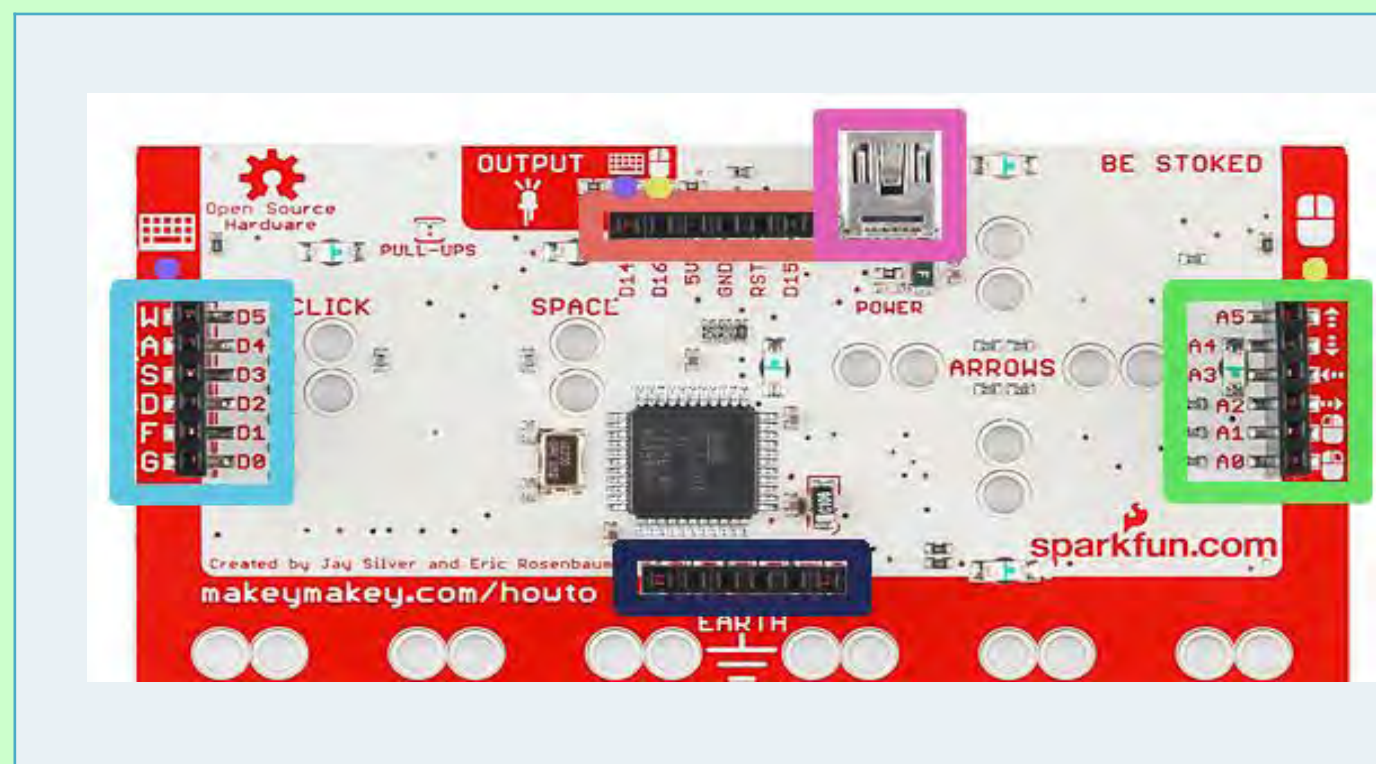 OUTPUT
BE STOKED
Open Source
Hardware
PULL-UPS
D14
D16
5V
GND
RST
D15
POWER
CLICK
SPACE
ARROWS
W D5
A D4
S D3
D D2
F D1
G D0
A5
A4
A3
A2
A1
A0
sparkfun.com
Created by Jay Silver and Eric Rosenbaum
makeymakey.com/howto
EARTH